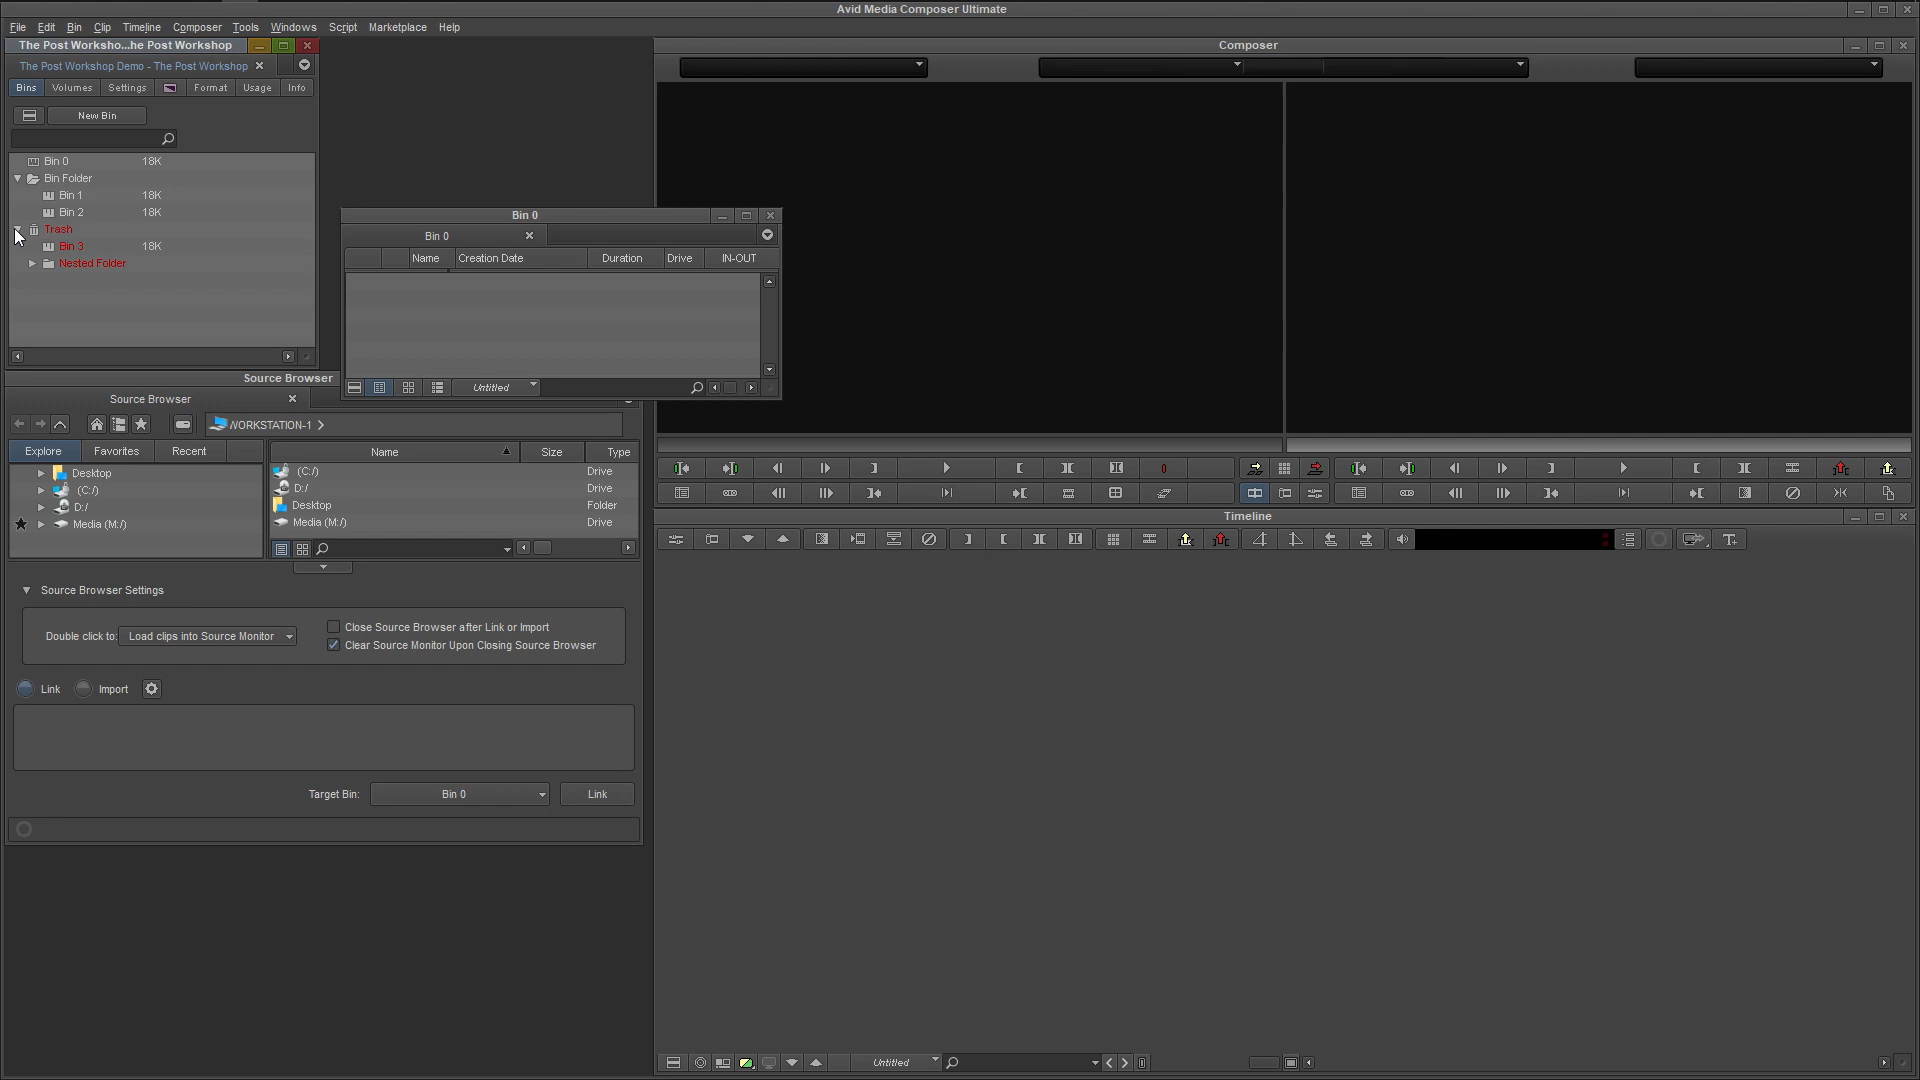 Avid Media Composer Ultimate
File Edit Bin Clip Timeline Composer Tools Windows Script Marketplace Help
The Post Worksho...he Post Workshop
The Post Workshop Demo - The Post Workshop
Bins Volumes Settings Format Usage Info
New Bin
Bin 0 18K
Bin Folder
Bin 1 18K
Bin 2 18K
Trash
Bin 3 18K
Nested Folder
Bin 0
Bin 0
Name Creation Date Duration Drive IN-OUT
Untitled
Composer
Source Browser
Source Browser
WORKSTATION-1
Explore Favorites Recent
Desktop
(C:/)
D:/
Media (M:/)
Name Size Type
(C:/) Drive
D:/ Drive
Desktop Folder
Media (M:/) Drive
Source Browser Settings
Double click to: Load clips into Source Monitor
Close Source Browser after Link or Import
Clear Source Monitor Upon Closing Source Browser
Link Import
Target Bin: Bin 0 Link
Timeline
Untitled